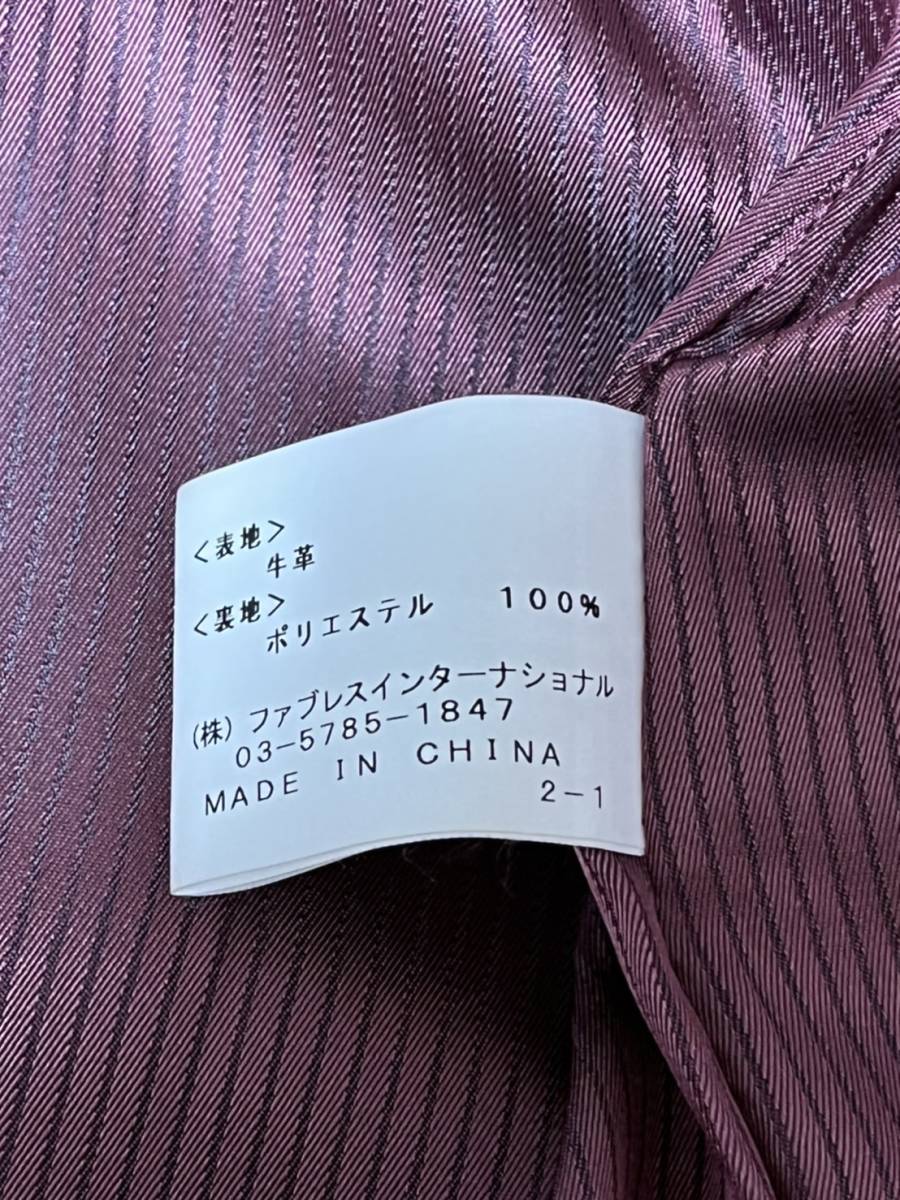 <表地>
牛革
<裏地>
ポリエステル 100%
(株) ファブレスインターナショナル
03-5785-1847
MADE IN CHINA
2-1